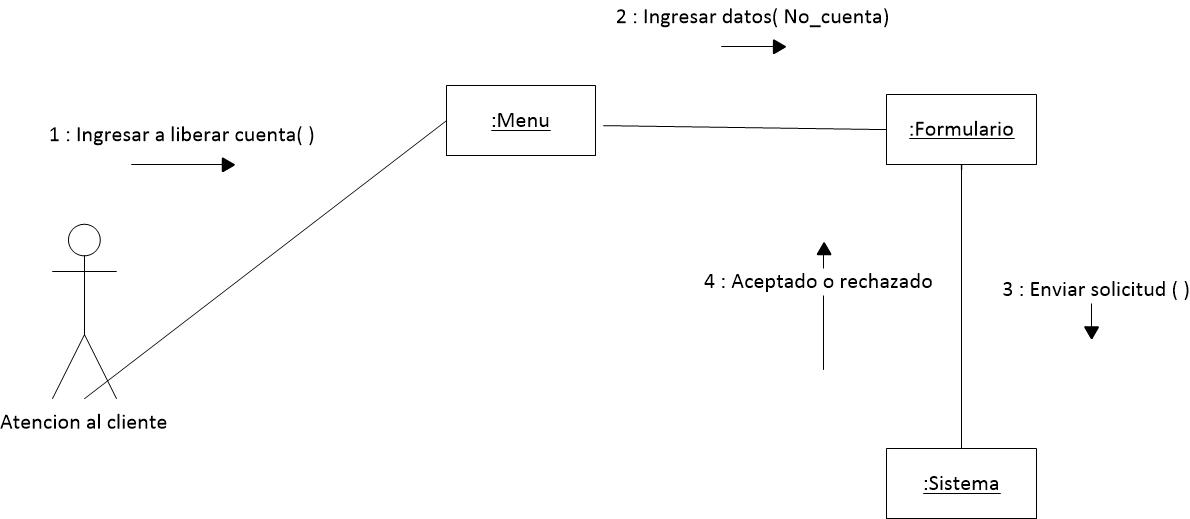 2 : Ingresar datos( No_cuenta)
1 : Ingresar a liberar cuenta( )
:Menu
:Formulario
4 : Aceptado o rechazado
3 : Enviar solicitud ( )
Atencion al cliente
:Sistema